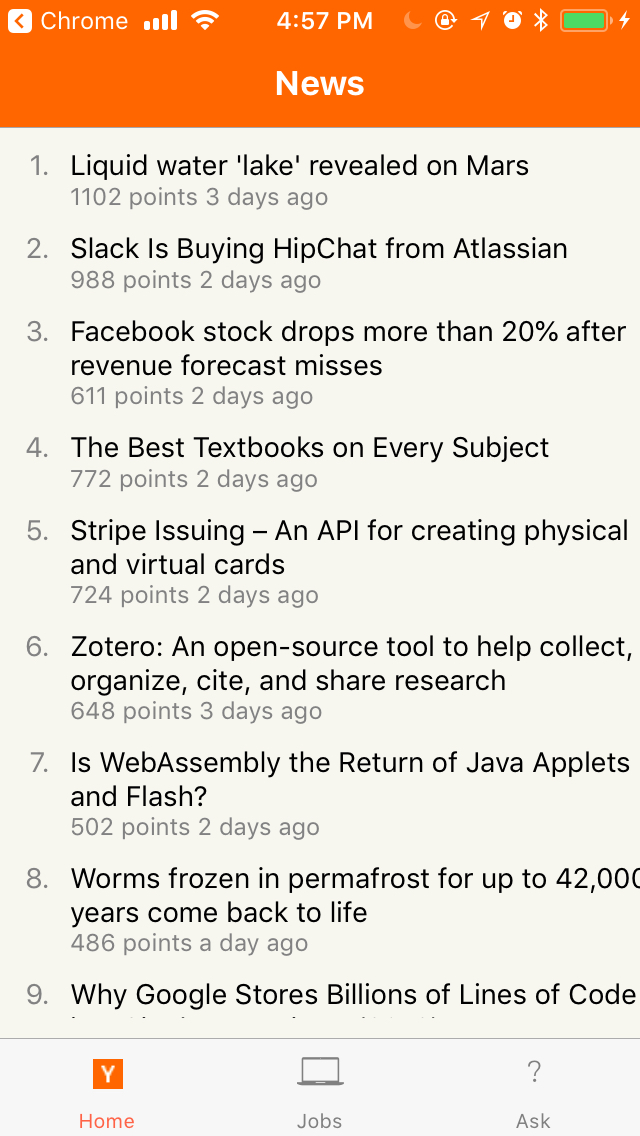 Chrome 4:57 PM
News
1. Liquid water 'lake' revealed on Mars
1102 points 3 days ago
2. Slack Is Buying HipChat from Atlassian
988 points 2 days ago
3. Facebook stock drops more than 20% after
revenue forecast misses
611 points 2 days ago
4. The Best Textbooks on Every Subject
772 points 2 days ago
5. Stripe Issuing – An API for creating physical
and virtual cards
724 points 2 days ago
6. Zotero: An open-source tool to help collect,
organize, cite, and share research
648 points 3 days ago
7. Is WebAssembly the Return of Java Applets
and Flash?
502 points 2 days ago
8. Worms frozen in permafrost for up to 42,000
years come back to life
486 points a day ago
9. Why Google Stores Billions of Lines of Code
Y
?
Home Jobs Ask